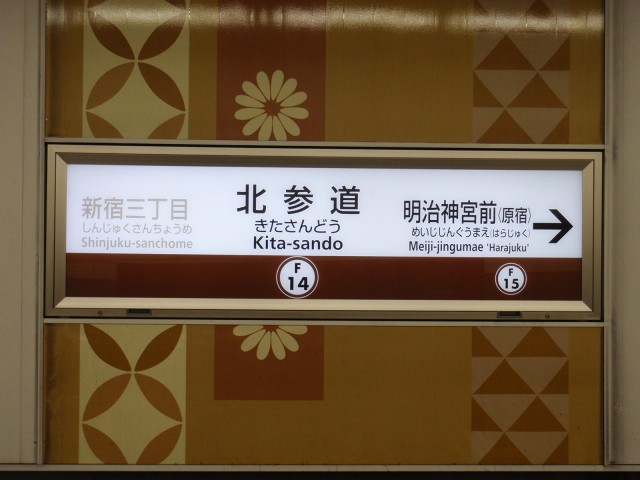 新宿三丁目
しんじゅくさんちょうめ
Shinjuku-sanchome
北参道
きたさんどう
Kita-sando
F
14
明治神宮前〈原宿〉
めいじじんぐうまえ〈はらじゅく〉
Meiji-jingumae 'Harajuku'
F
15